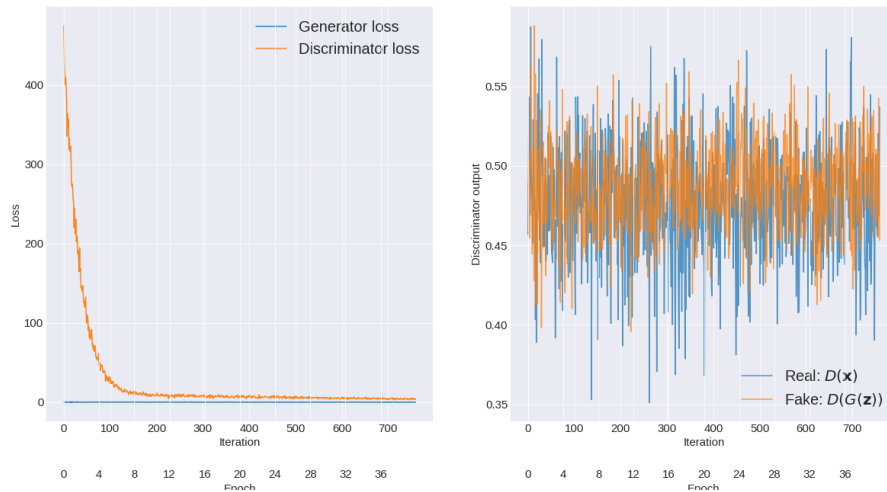 Generator loss
Discriminator loss
Loss
400
300
200
100
0
0 100 200 300 400 500 600 700
Iteration
0 4 8 12 16 20 24 28 32 36
Epoch
Discriminator output
0.55
0.50
0.45
0.40
0.35
Real: D(x)
Fake: D(G(z))
0 100 200 300 400 500 600 700
Iteration
0 4 8 12 16 20 24 28 32 36
Epoch